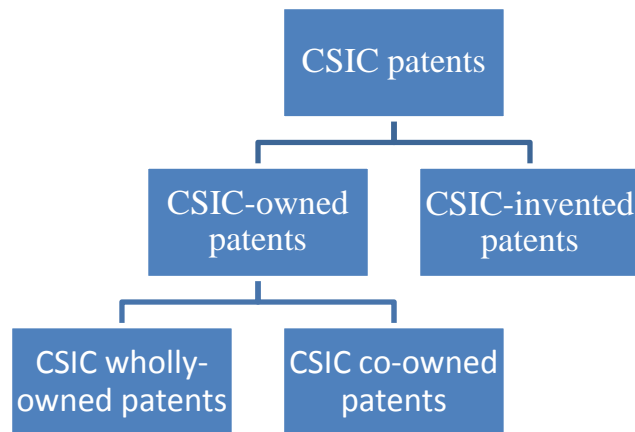 CSIC patents
CSIC-owned
patents
CSIC-invented
patents
CSIC wholly-
owned patents
CSIC co-owned
patents